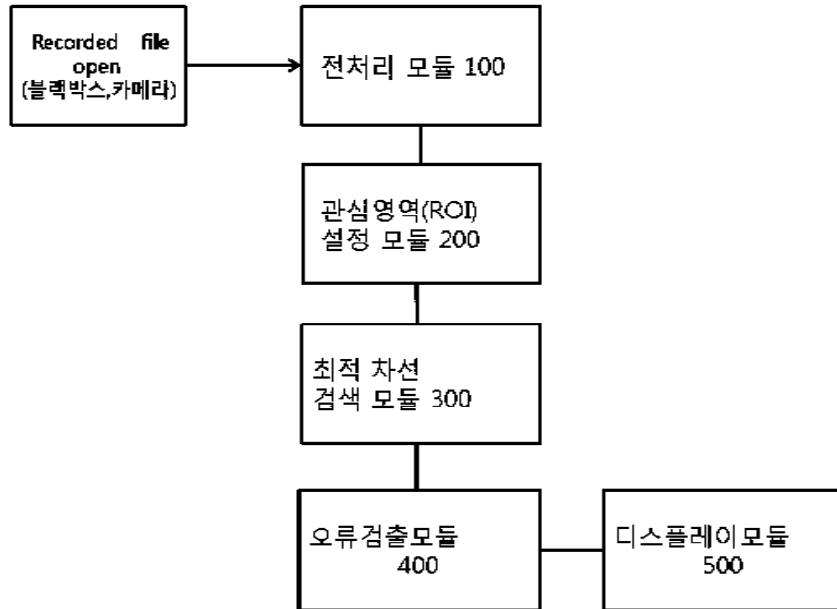 Recorded file
open
(블랙박스,카메라)
전처리 모듈 100
관심영역(ROI)
설정 모듈 200
최적 차선
검색 모듈 300
오류검출모듈
400
디스플레이모듈
500